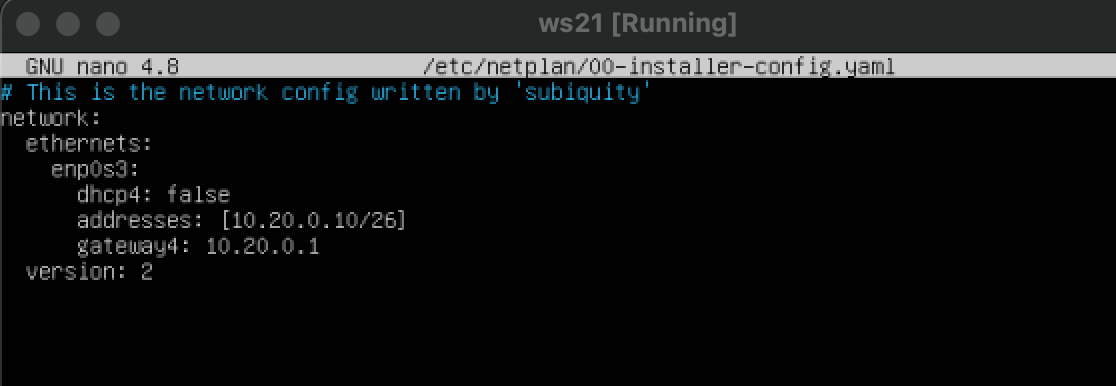 ws21 [Running]
GNU nano 4.8 /etc/netplan/00-installer-config.yaml
# This is the network config written by 'subiquity'
network:
  ethernets:
    enp0s3:
      dhcp4: false
      addresses: [10.20.0.10/26]
      gateway4: 10.20.0.1
  version: 2